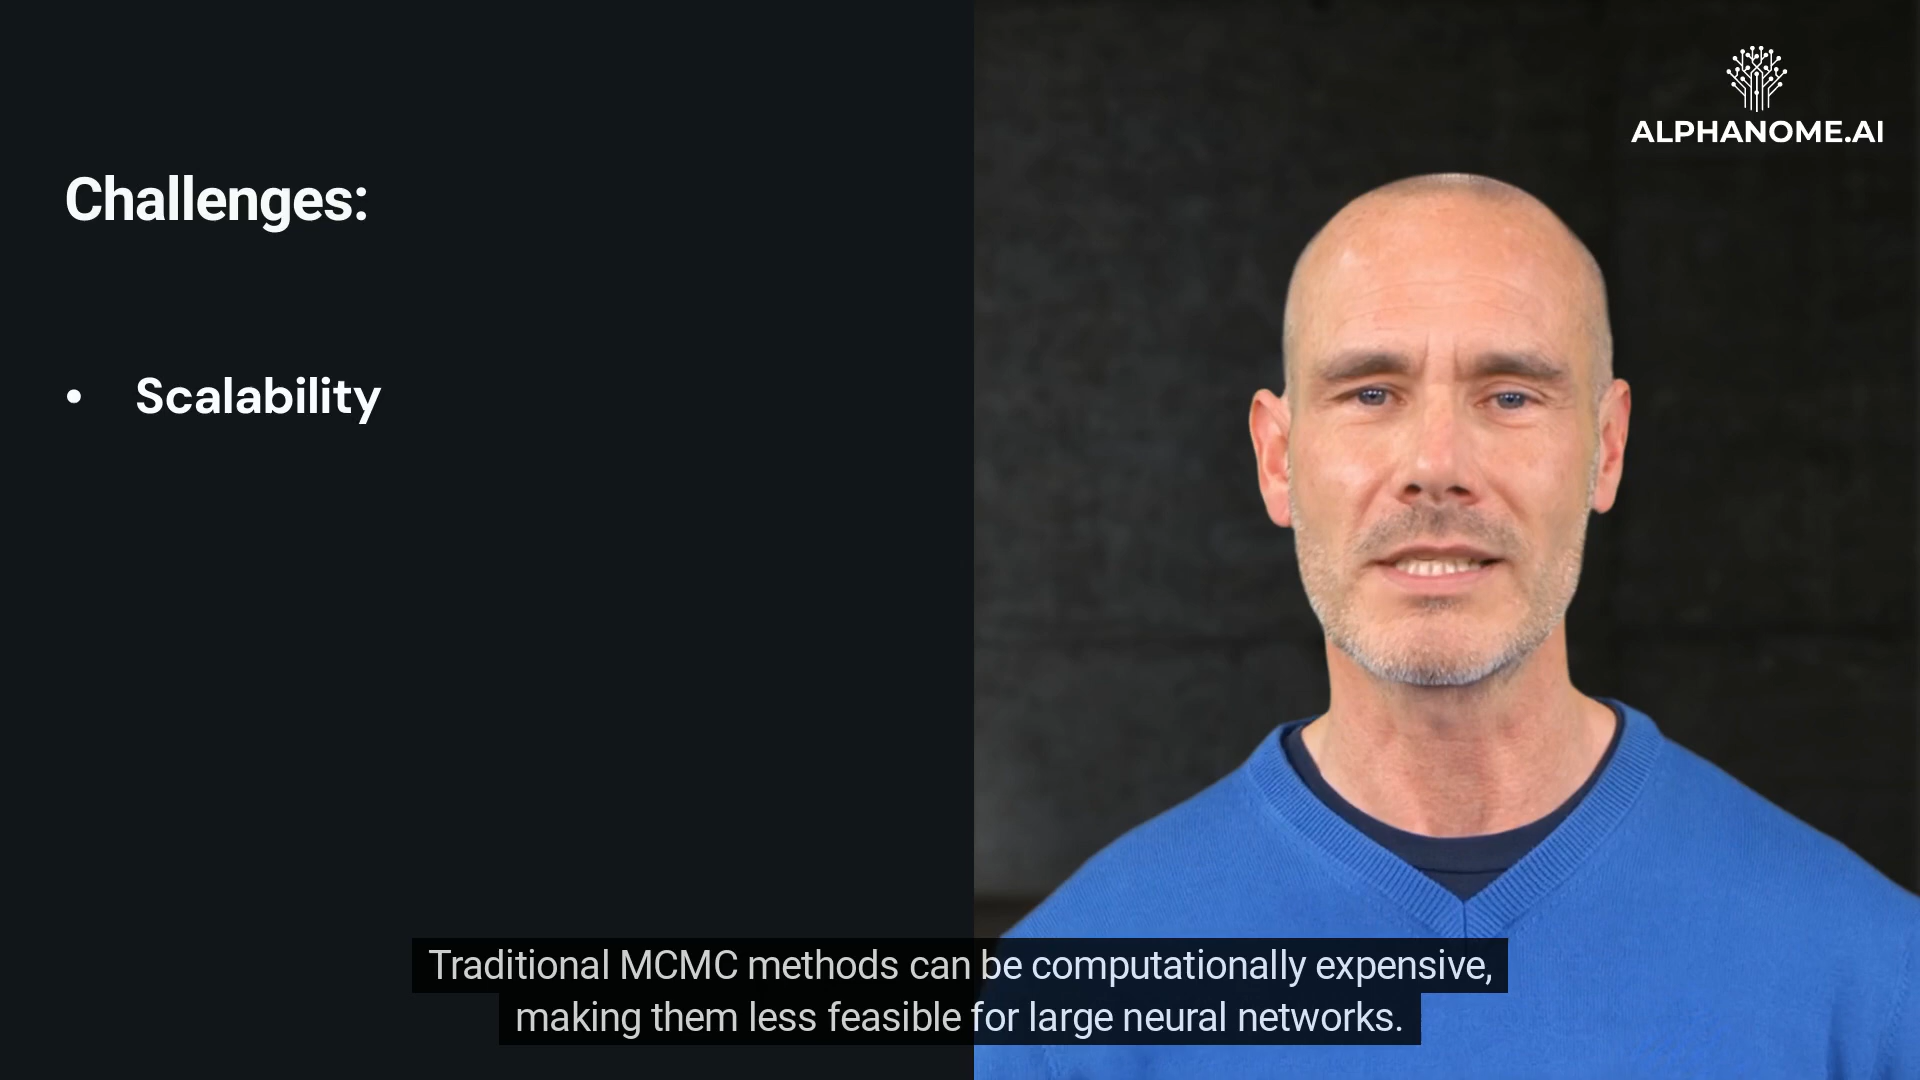 ALPHANOME.AI
Challenges:
• Scalability
Traditional MCMC methods can be computationally expensive,
making them less feasible for large neural networks.